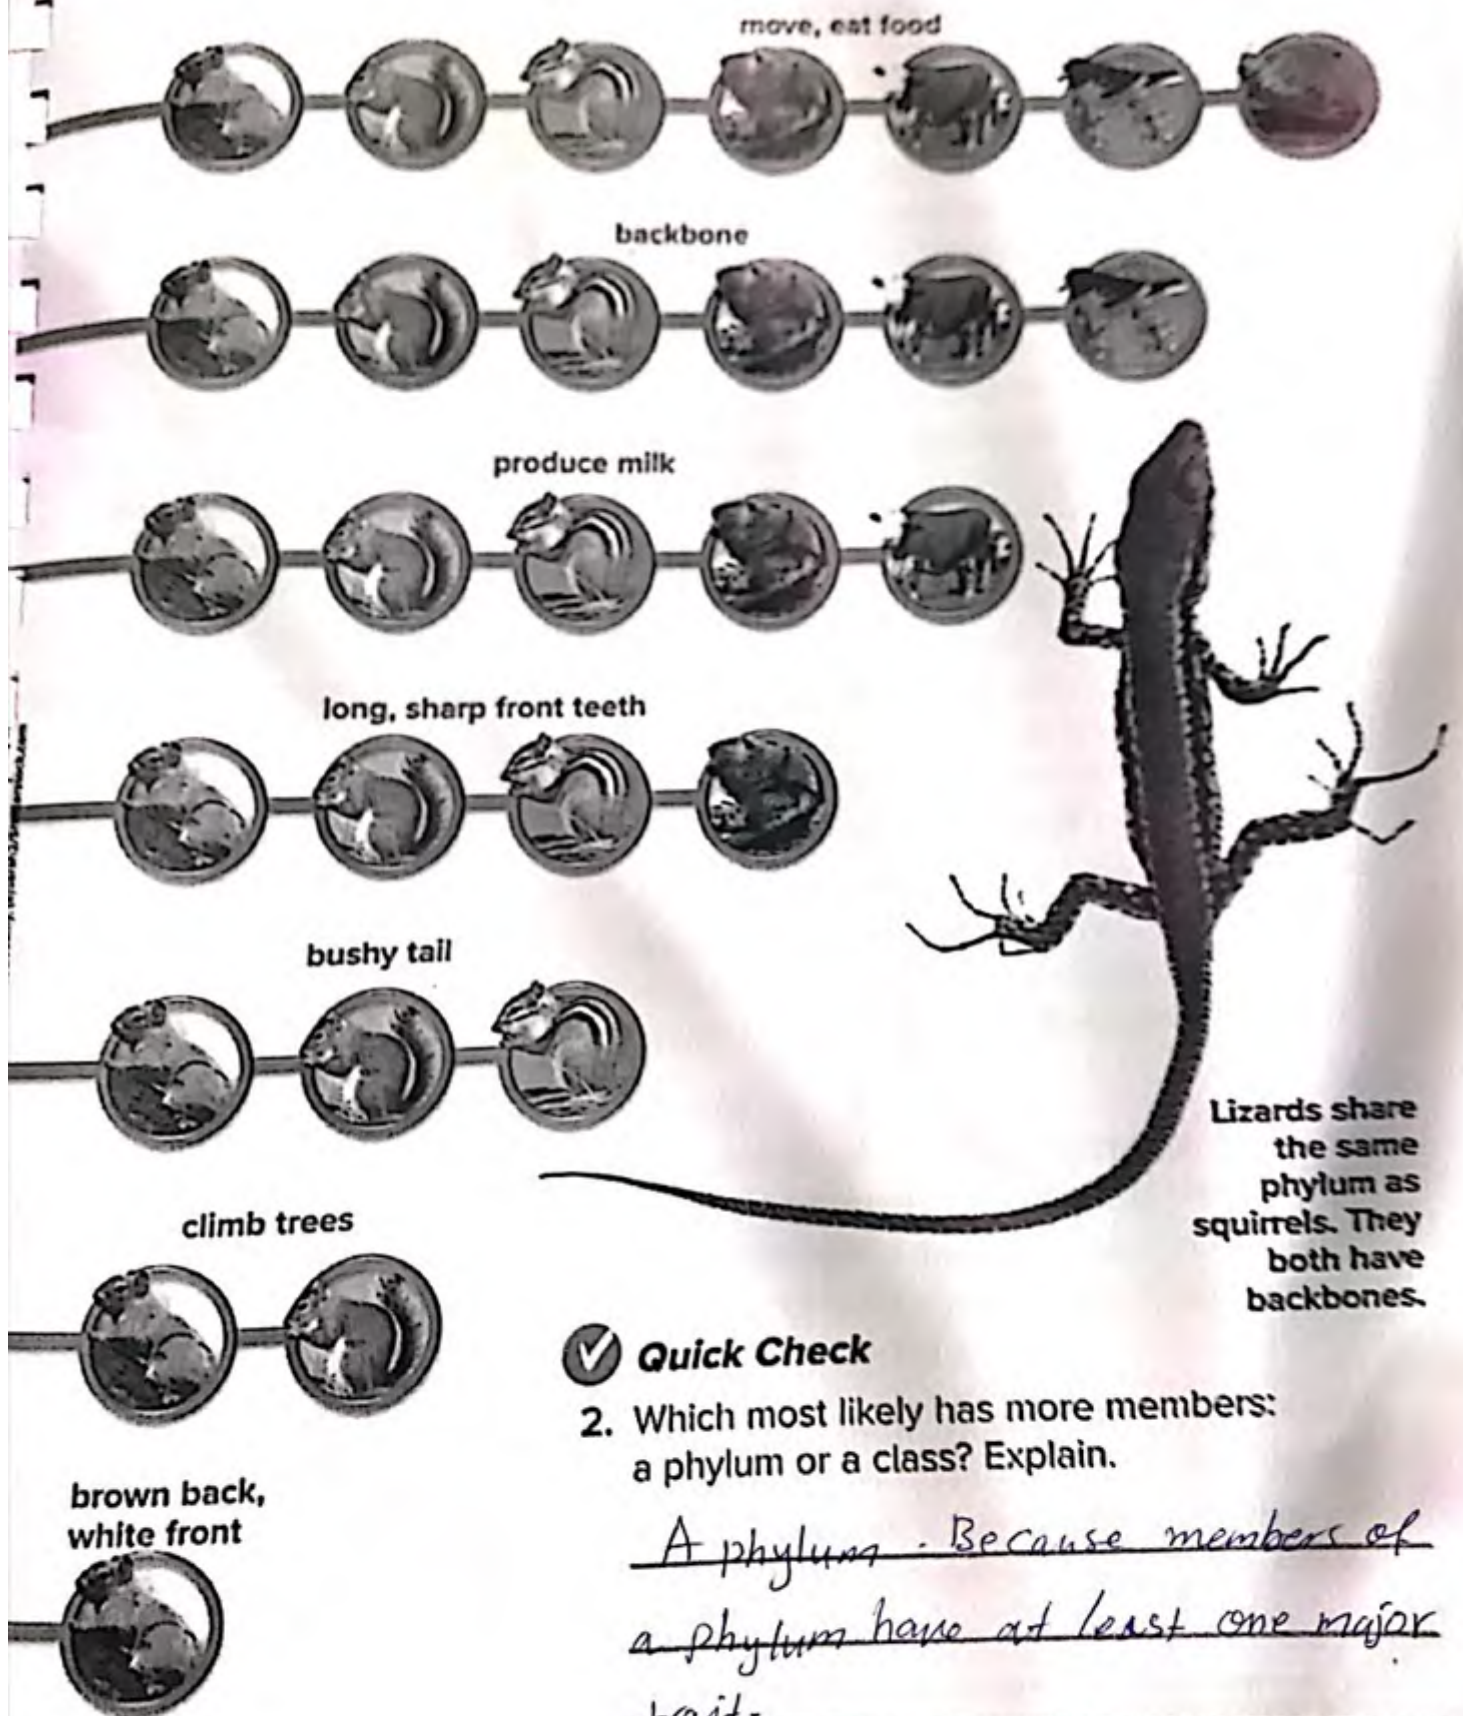 move, eat food
backbone
produce milk
long, sharp front teeth
bushy tail
climb trees
brown back,
white front
Lizards share
the same
phylum as
squirrels. They
both have
backbones.
Quick Check
2. Which most likely has more members:
a phylum or a class? Explain.
A phylum. Because members of
a phylum have at least one major